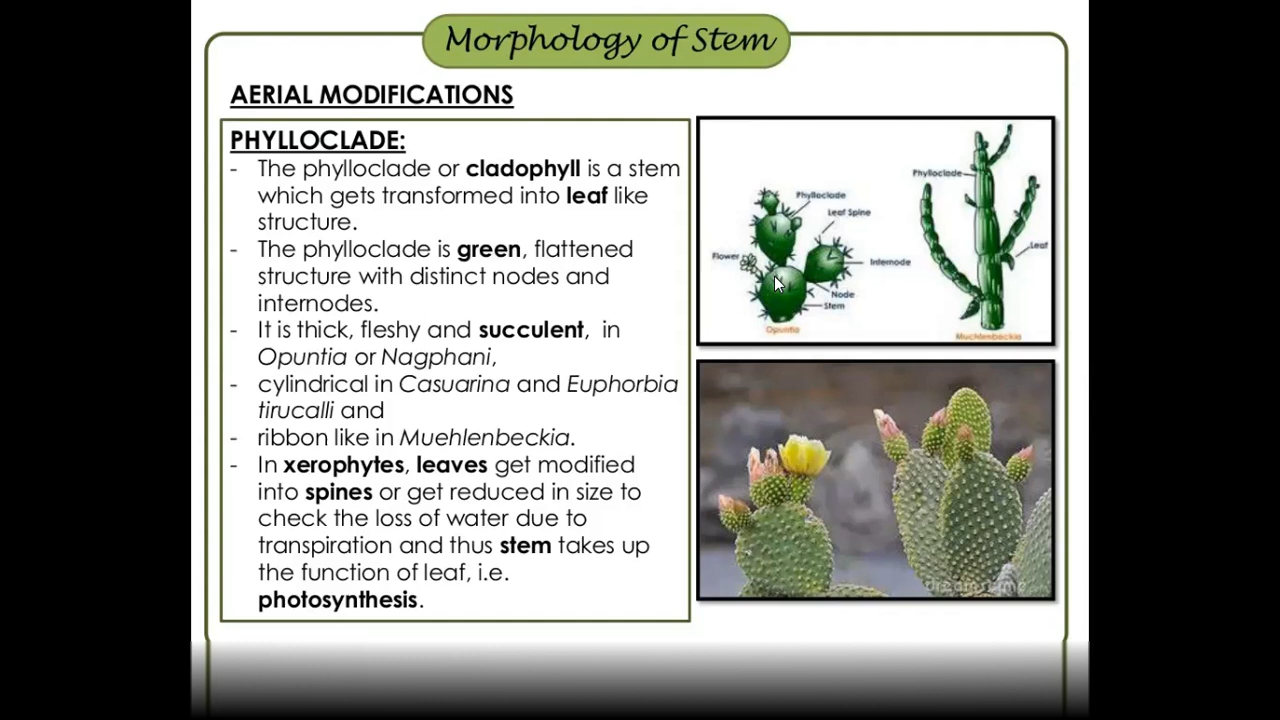 Morphology of Stem
AERIAL MODIFICATIONS
PHYLLOCLADE:
- The phylloclade or cladophyll is a stem
which gets transformed into leaf like
structure.
- The phylloclade is green, flattened
structure with distinct nodes and
internodes.
- It is thick, fleshy and succulent, in
Opuntia or Nagphani,
- cylindrical in Casuarina and Euphorbia
tirucalli and
- ribbon like in Muehlenbeckia.
- In xerophytes, leaves get modified
into spines or get reduced in size to
check the loss of water due to
transpiration and thus stem takes up
the function of leaf, i.e.
photosynthesis.
Phylloclade
Leaf Spine
Flower
Internode
Node
Stem
Opuntia
Phylloclade
Leaf
Muchlenbeckia
dreamstime